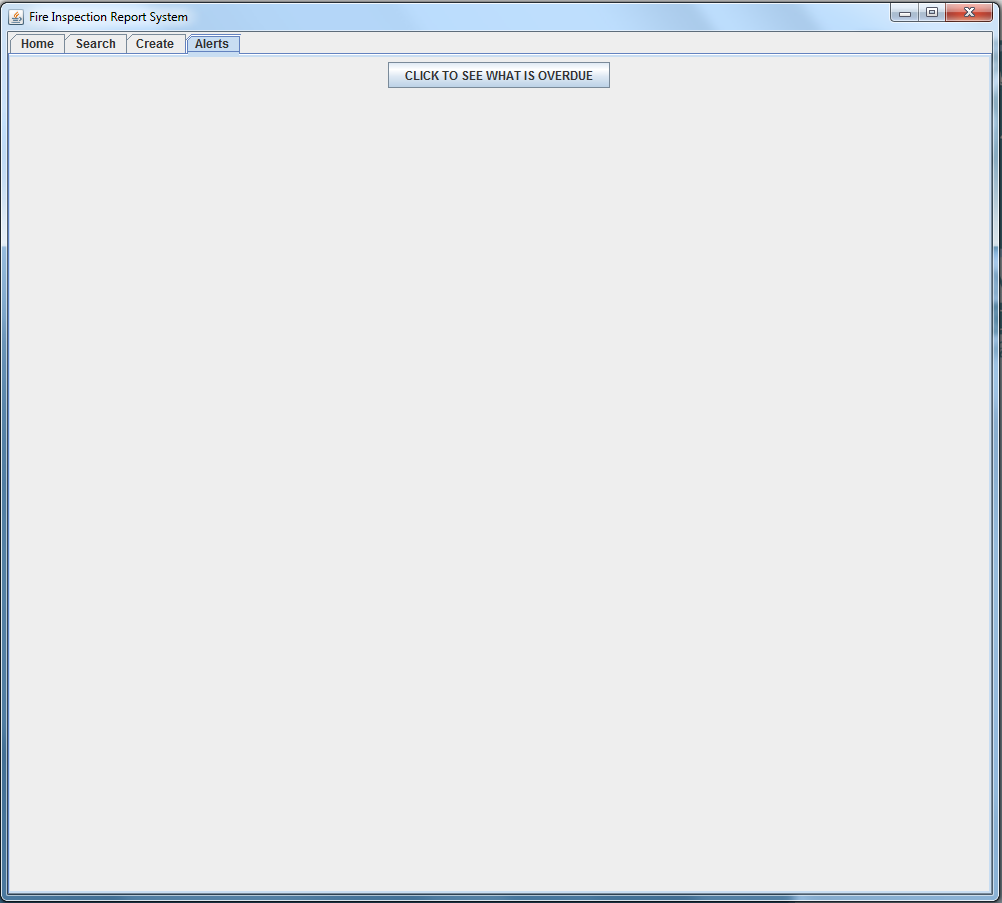 Fire Inspection Report System
Home Search Create Alerts
CLICK TO SEE WHAT IS OVERDUE